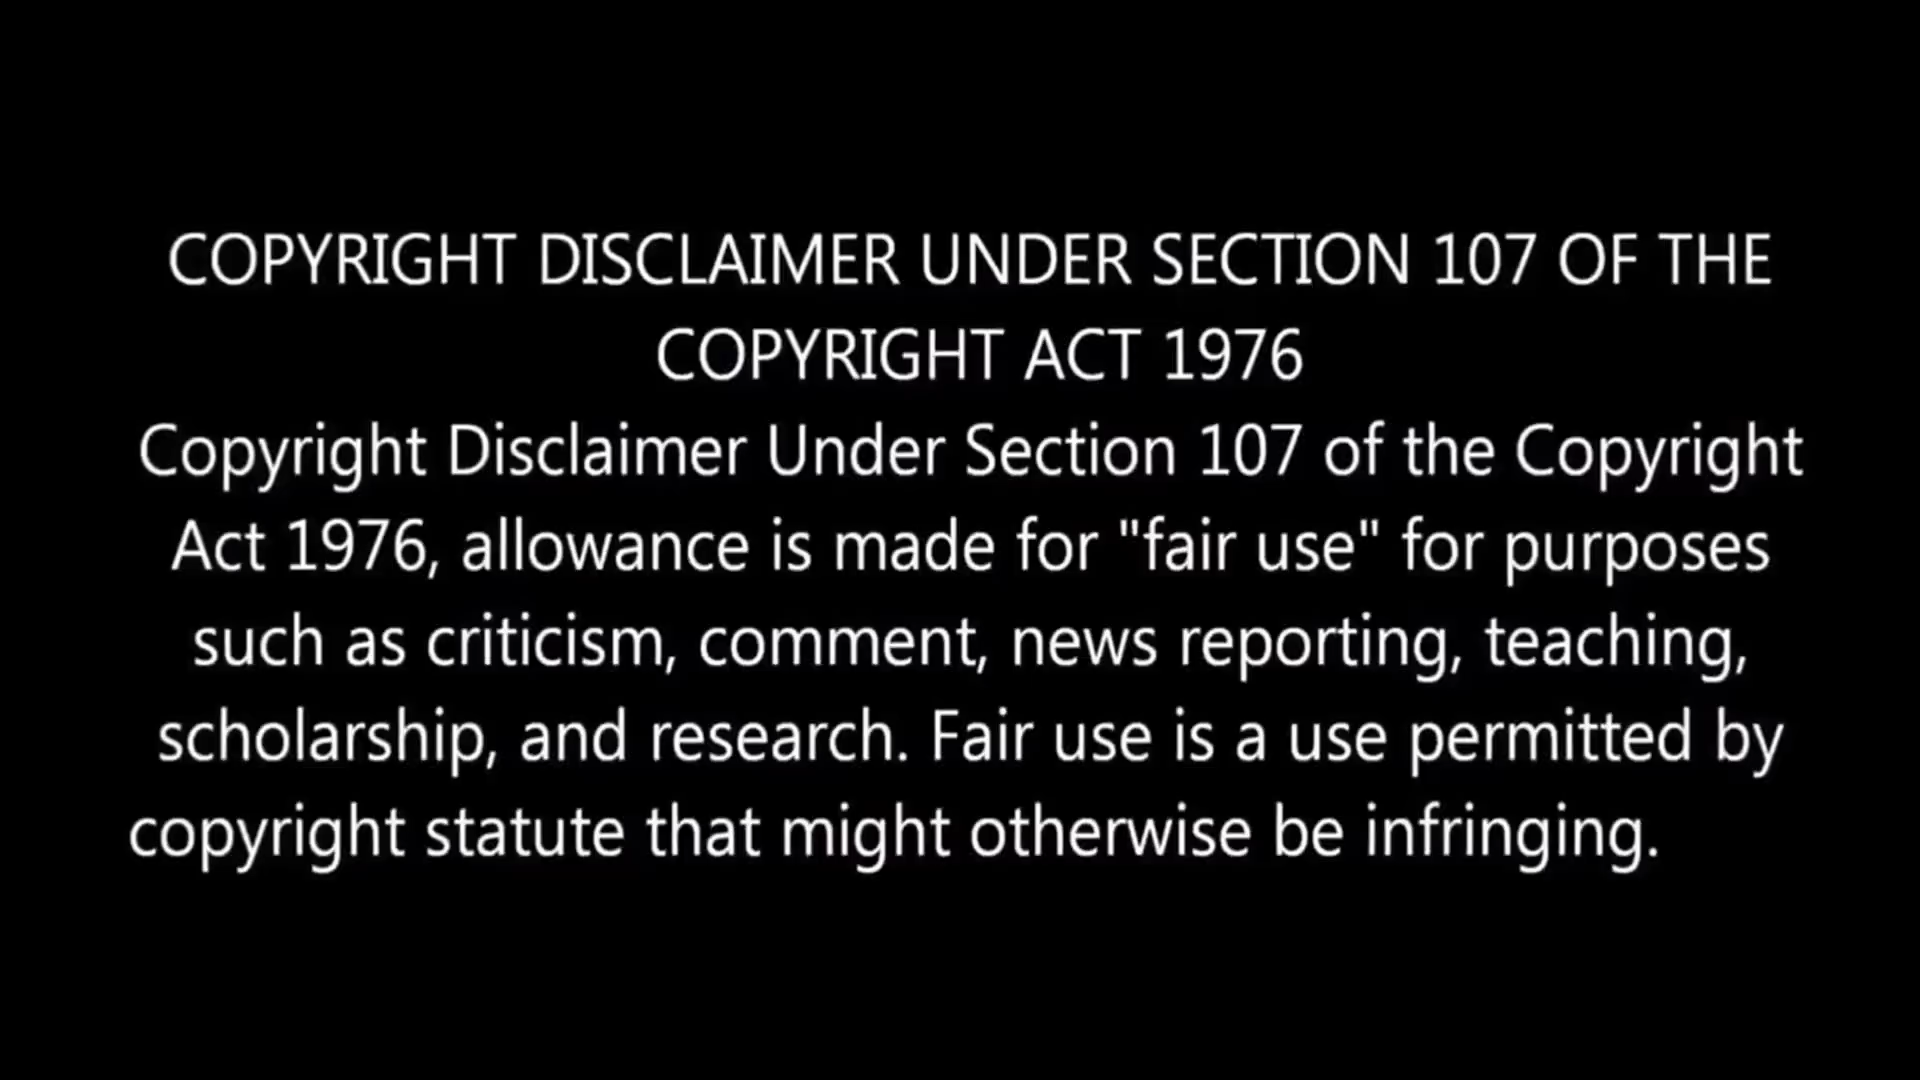 COPYRIGHT DISCLAIMER UNDER SECTION 107 OF THE
COPYRIGHT ACT 1976
Copyright Disclaimer Under Section 107 of the Copyright
Act 1976, allowance is made for "fair use" for purposes
such as criticism, comment, news reporting, teaching,
scholarship, and research. Fair use is a use permitted by
copyright statute that might otherwise be infringing.